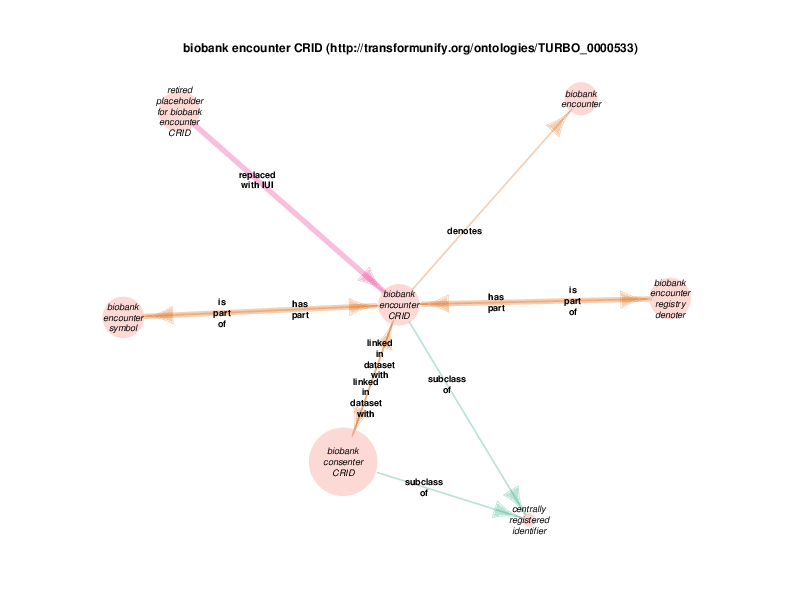 biobank encounter CRID (http://transformunify.org/ontologies/TURBO_0000533)
retired
placeholder
for biobank
encounter
CRID
biobank
encounter
replaced
with IUI
denotes
biobank
encounter
symbol
is
part
of
has
part
biobank
encounter
CRID
has
part
is
part
of
biobank
encounter
registry
denoter
linked
in
dataset
with
linked
in
dataset
with
subclass
of
biobank
consenter
CRID
subclass
of
centrally
registered
identifier